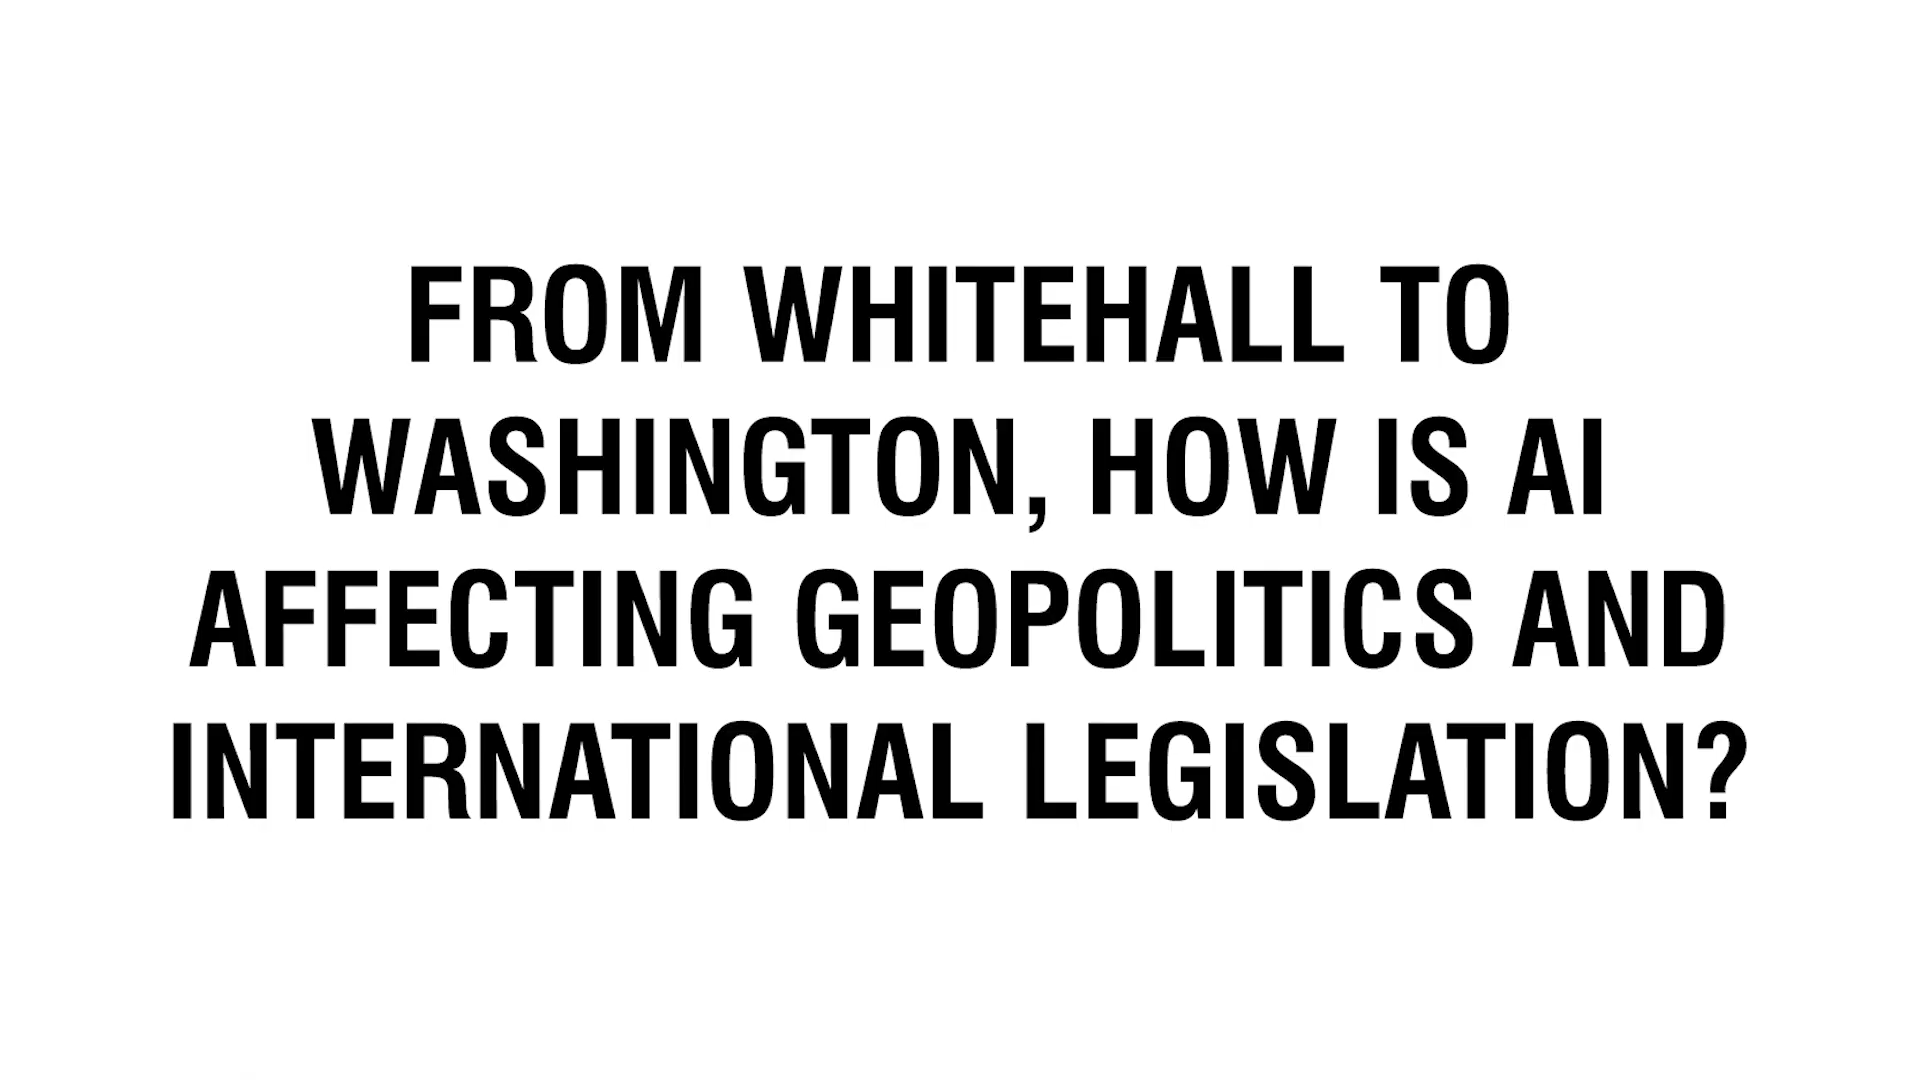 FROM WHITEHALL TO
WASHINGTON, HOW IS AI
AFFECTING GEOPOLITICS AND
INTERNATIONAL LEGISLATION?